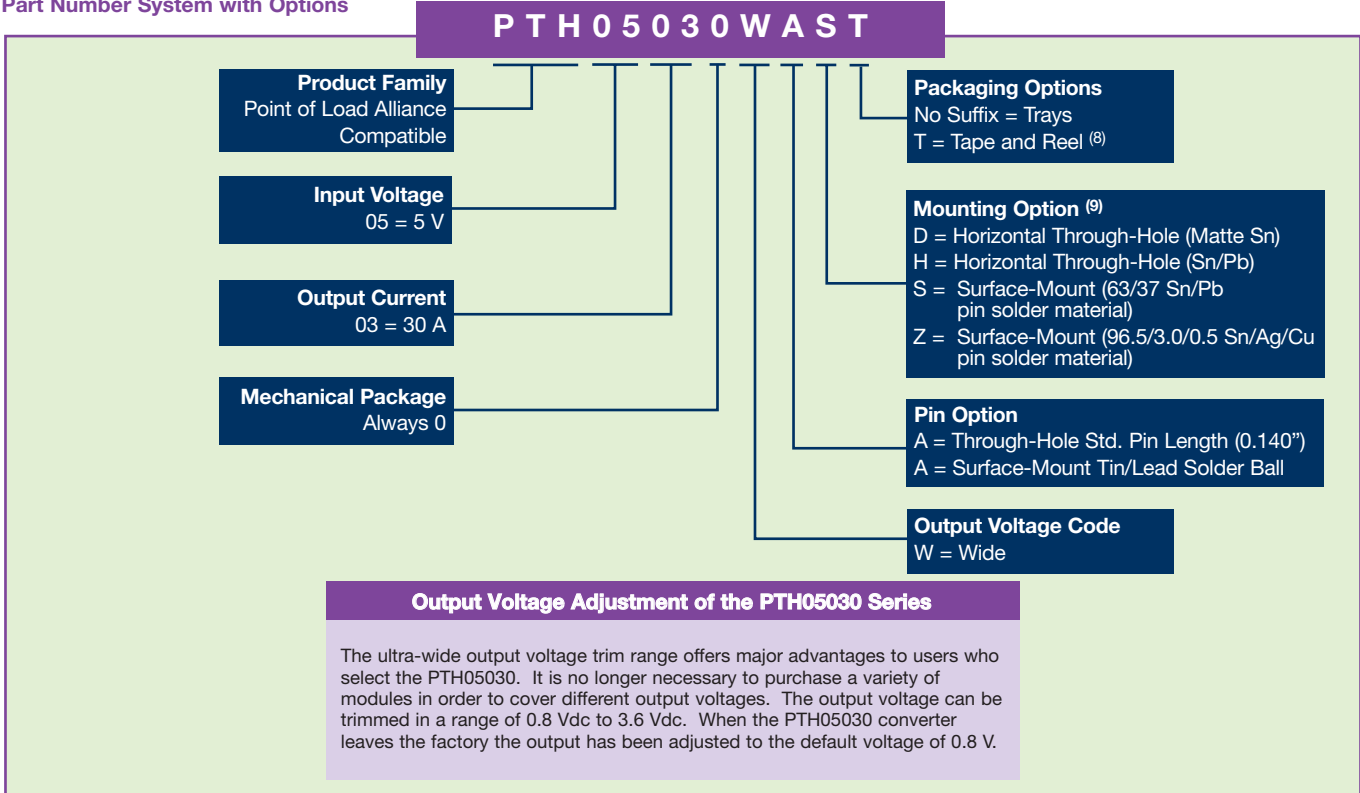 Part Number System with Options
PTH05030WAST
Product Family
Point of Load Alliance
Compatible
Input Voltage
05 = 5 V
Output Current
03 = 30 A
Mechanical Package
Always 0
Packaging Options
No Suffix = Trays
T = Tape and Reel (8)
Mounting Option (9)
D = Horizontal Through-Hole (Matte Sn)
H = Horizontal Through-Hole (Sn/Pb)
S = Surface-Mount (63/37 Sn/Pb
pin solder material)
Z = Surface-Mount (96.5/3.0/0.5 Sn/Ag/Cu
pin solder material)
Pin Option
A = Through-Hole Std. Pin Length (0.140”)
A = Surface-Mount Tin/Lead Solder Ball
Output Voltage Code
W = Wide
Output Voltage Adjustment of the PTH05030 Series
The ultra-wide output voltage trim range offers major advantages to users who
select the PTH05030. It is no longer necessary to purchase a variety of
modules in order to cover different output voltages. The output voltage can be
trimmed in a range of 0.8 Vdc to 3.6 Vdc. When the PTH05030 converter
leaves the factory the output has been adjusted to the default voltage of 0.8 V.